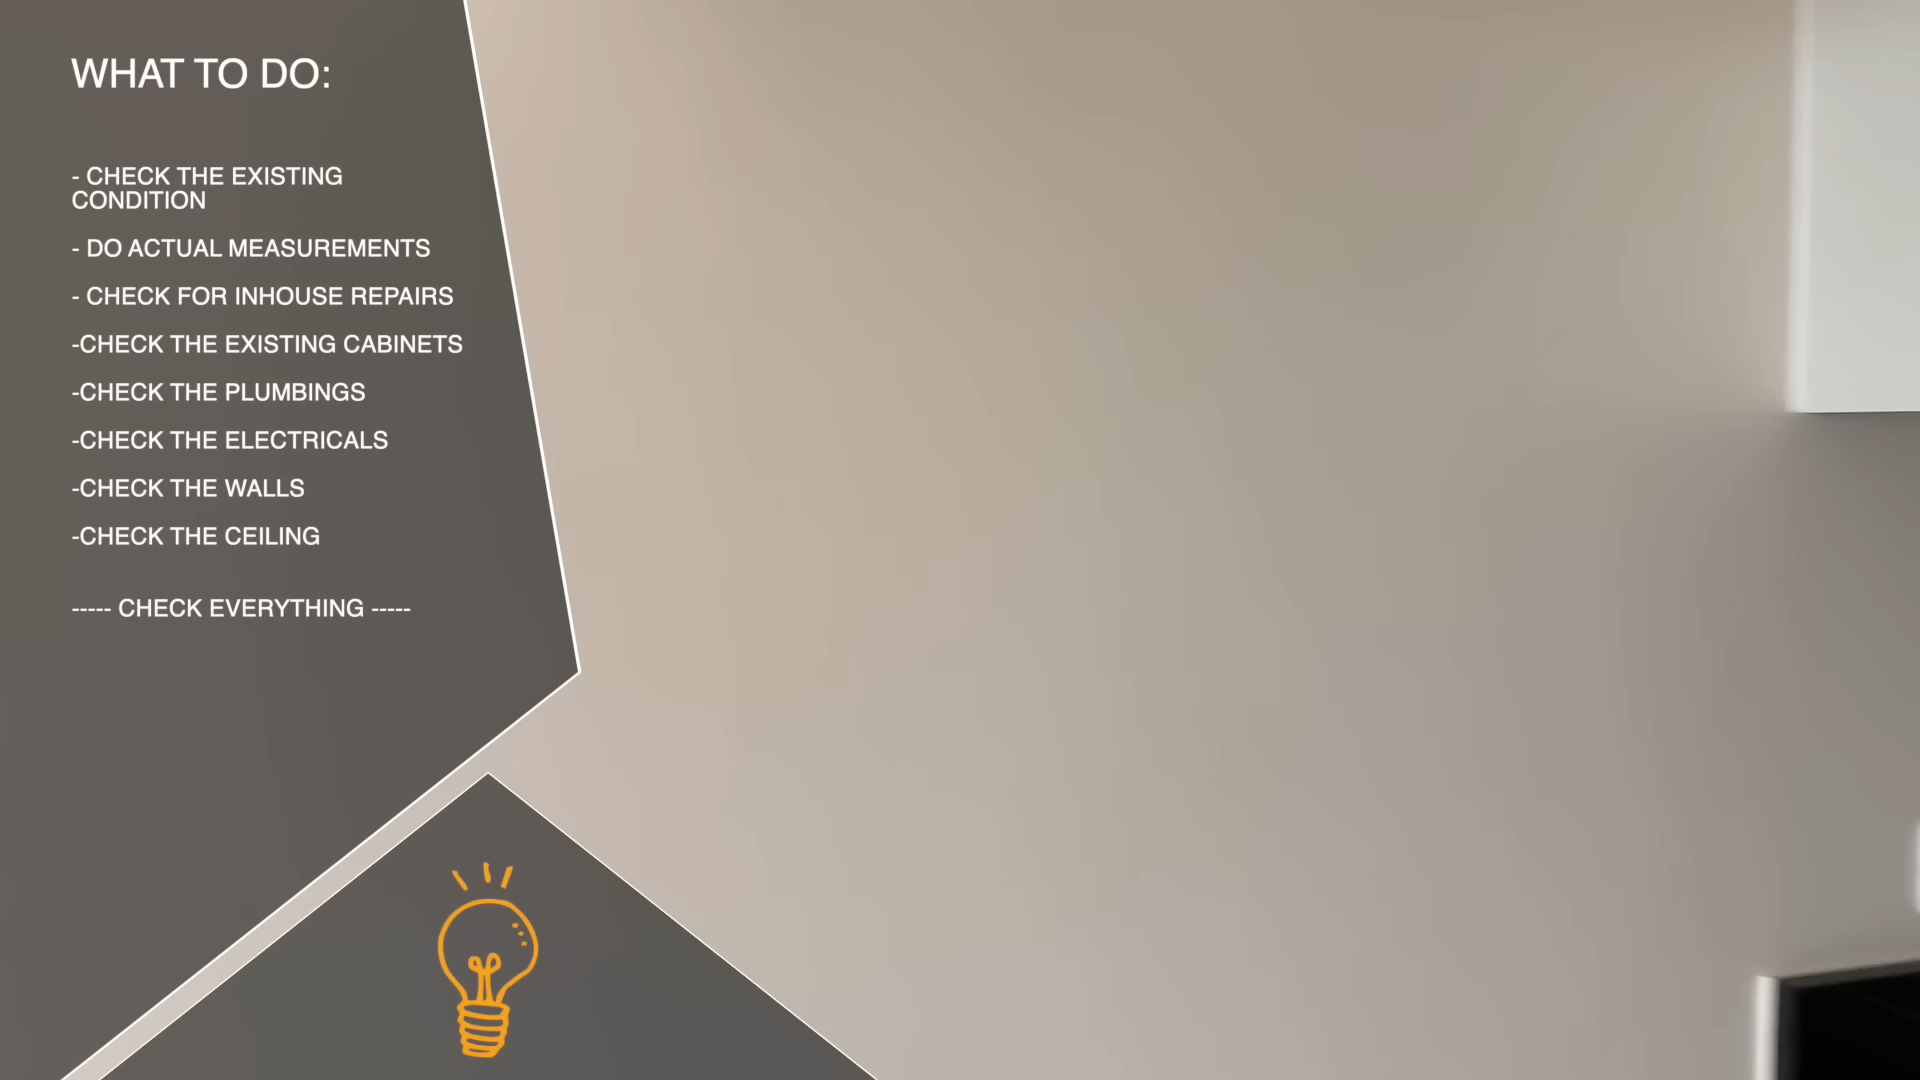 WHAT TO DO:
- CHECK THE EXISTING
CONDITION
- DO ACTUAL MEASUREMENTS
- CHECK FOR INHOUSE REPAIRS
-CHECK THE EXISTING CABINETS
-CHECK THE PLUMBINGS
-CHECK THE ELECTRICALS
-CHECK THE WALLS
-CHECK THE CEILING
----- CHECK EVERYTHING -----